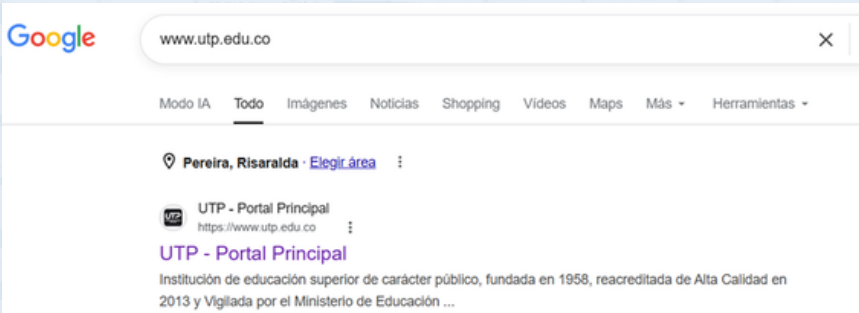 Google
www.utp.edu.co
Modo IA Todo Imágenes Noticias Shopping Vídeos Maps Más Herramientas
Pereira, Risaralda · Elegir área
UTP
UTP - Portal Principal
https://www.utp.edu.co
UTP - Portal Principal
Institución de educación superior de carácter público, fundada en 1958, reacreditada de Alta Calidad en
2013 y Vigilada por el Ministerio de Educación ...